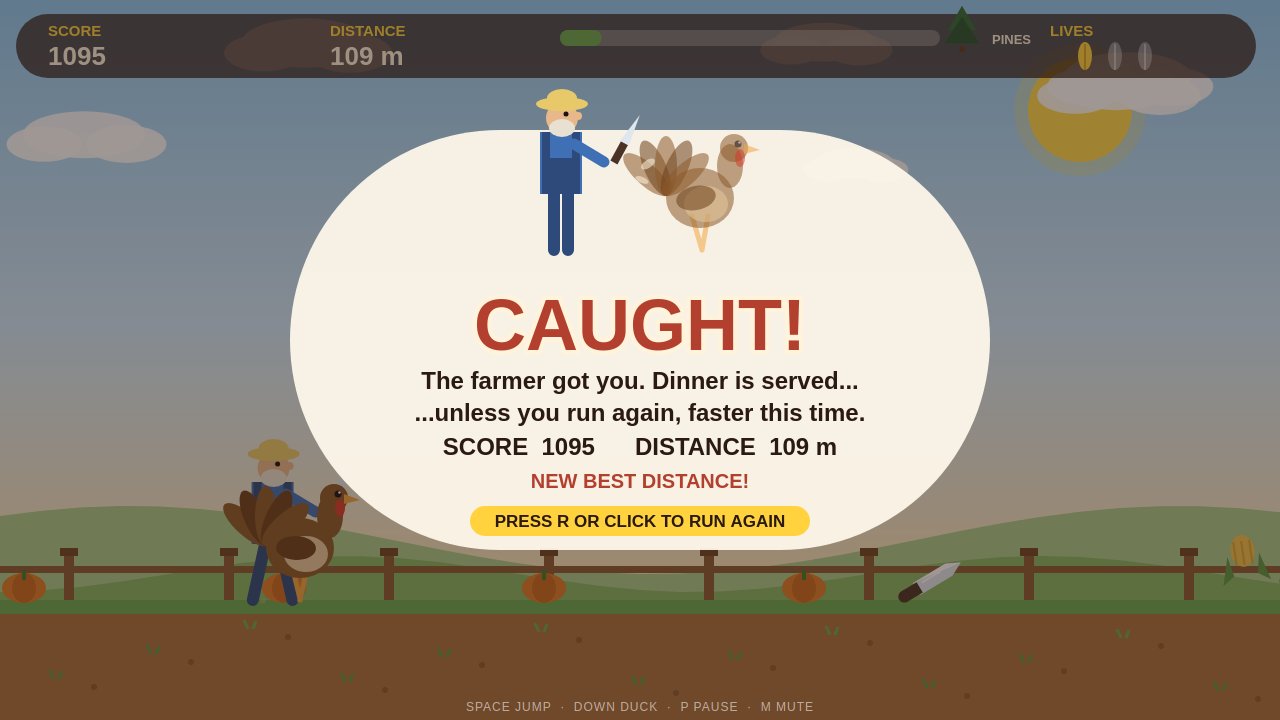 SCORE
1095
DISTANCE
109 m
PINES
LIVES
CAUGHT!
The farmer got you. Dinner is served...
...unless you run again, faster this time.
SCORE 1095 DISTANCE 109 m
NEW BEST DISTANCE!
PRESS R OR CLICK TO RUN AGAIN
SPACE JUMP · DOWN DUCK · P PAUSE · M MUTE